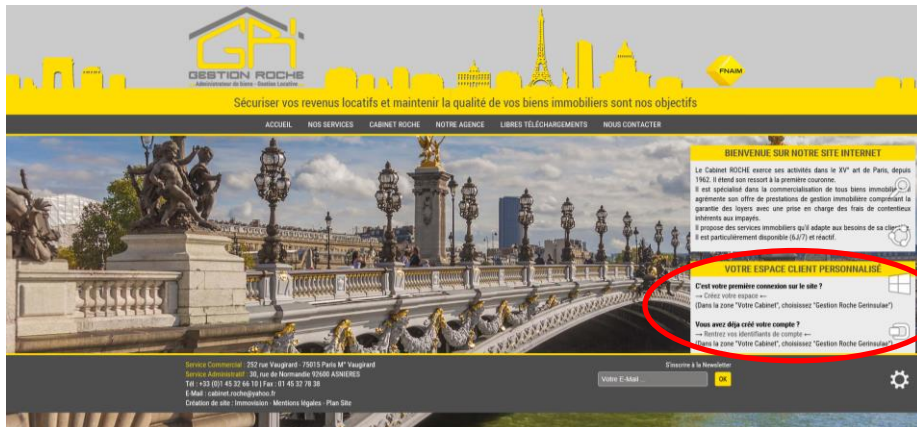 GRi
GESTION ROCHE
Administrateur de biens - Gestion Locative
FNAIM
Sécuriser vos revenus locatifs et maintenir la qualité de vos biens immobiliers sont nos objectifs
ACCUEIL NOS SERVICES CABINET ROCHE NOTRE AGENCE LIBRES TÉLÉCHARGEMENTS NOUS CONTACTER
BIENVENUE SUR NOTRE SITE INTERNET
Le Cabinet ROCHE exerce ses activités dans le XV° art de Paris, depuis
1962. Il étend son ressort à la première couronne.
Il est spécialisé dans la commercialisation de tous biens immobiliers
agrémente son offre de prestations de gestion immobilière comprenant la
garantie des loyers avec une prise en charge des frais de contentieux
inhérents aux impayés.
Il propose des services immobiliers qu'il adapte aux besoins de sa
Il est particulièrement disponible (6J/7) et réactif.
VOTRE ESPACE CLIENT PERSONNALISÉ
C'est votre première connexion sur le site ?
→ Créez votre espace ←
(Dans la zone "Votre Cabinet", choisissez "Gestion Roche Gerinsulae")
Vous avez déja créé votre compte ?
→ Rentrez vos identifiants de compte ←
(Dans la zone "Votre Cabinet", choisissez "Gestion Roche Gerinsulae")
Service Commercial : 252 rue Vaugirard - 75015 Paris M° Vaugirard
Service Administratif : 30, rue de Normandie 92600 ASNIERES
Tél : +33 (0)1 45 32 66 10 | Fax : 01 45 32 78 38
E-Mail : cabinet.roche@yahoo.fr
Création de site : Immovision - Mentions légales - Plan Site
S'inscrire à la Newsletter
Votre E-Mail ... OK